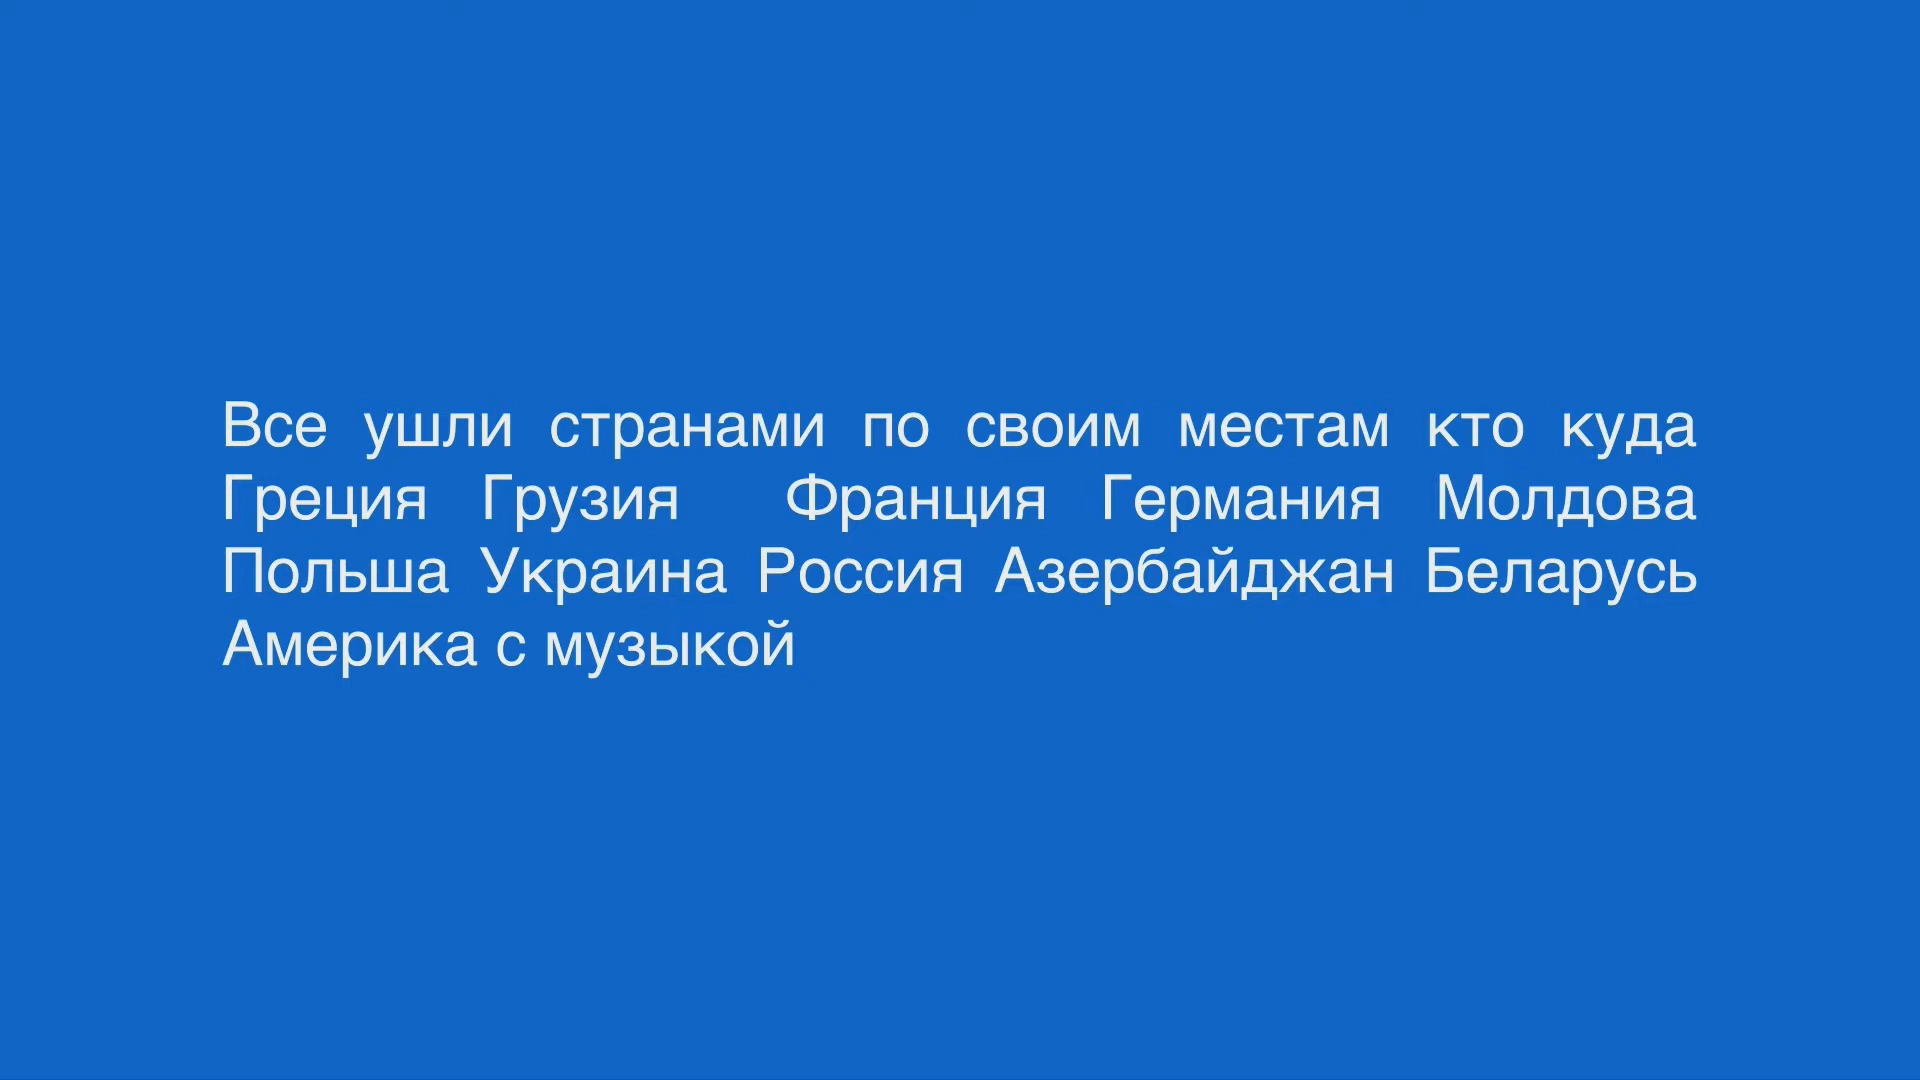 Все ушли странами по своим местам кто куда
Греция Грузия Франция Германия Молдова
Польша Украина Россия Азербайджан Беларусь
Америка с музыкой